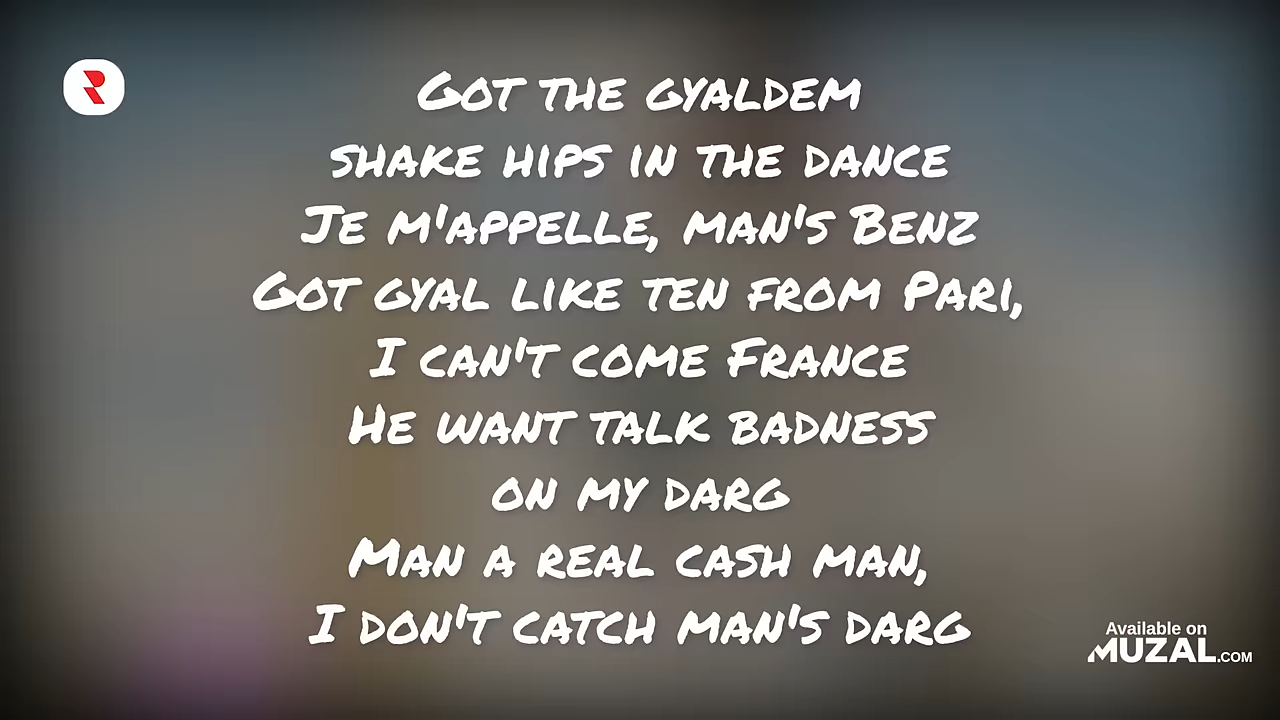 Got the gyaldem
shake hips in the dance
Je m'appelle, man's Benz
Got gyal like ten from Pari,
I can't come France
He want talk badness
on my darg
Man a real cash man,
I don't catch man's darg
Available on
MUZAL.COM